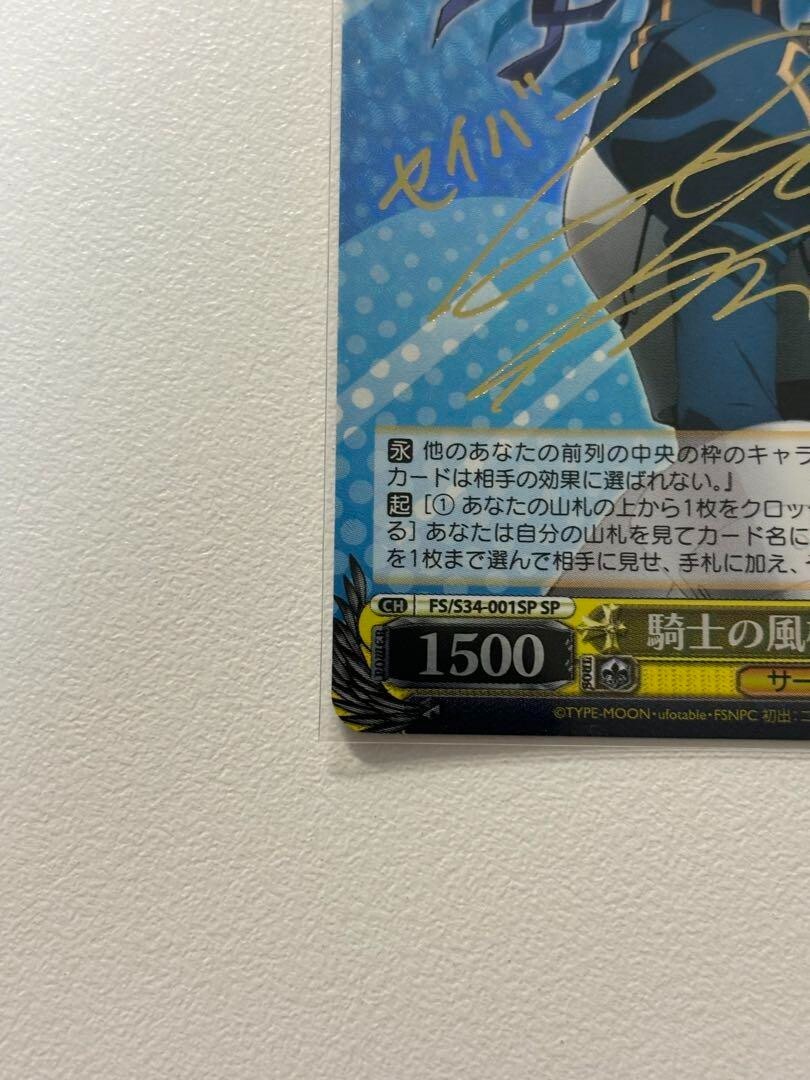 セイバー
永 他のあなたの前列の中央の枠のキャラ
カードは相手の効果に選ばれない。』
起 [① あなたの山札の上から1枚をクロッ
る] あなたは自分の山札を見てカード名に
を1枚まで選んで相手に見せ、手札に加え、
CH FS/S34-001SP SP
POWER 1500 騎士の風
SOUL サー
©TYPE-MOON・ufotable・FSNPC 初出: